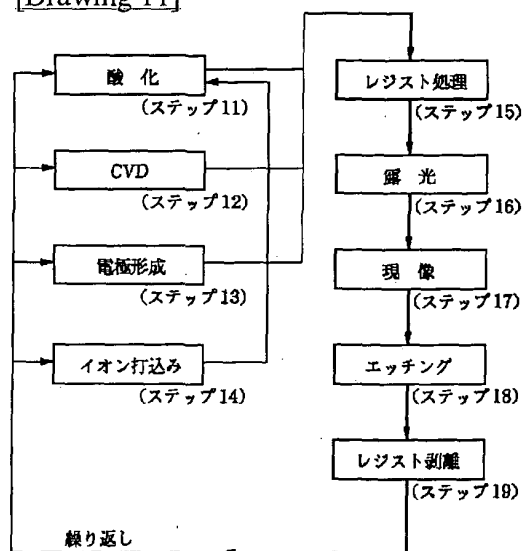 [Drawing 11]
酸 化
(ステップ11)
CVD
(ステップ12)
電極形成
(ステップ13)
イオン打込み
(ステップ14)
レジスト処理
(ステップ15)
露 光
(ステップ16)
現 像
(ステップ17)
エッチング
(ステップ18)
レジスト剥離
(ステップ19)
繰り返し